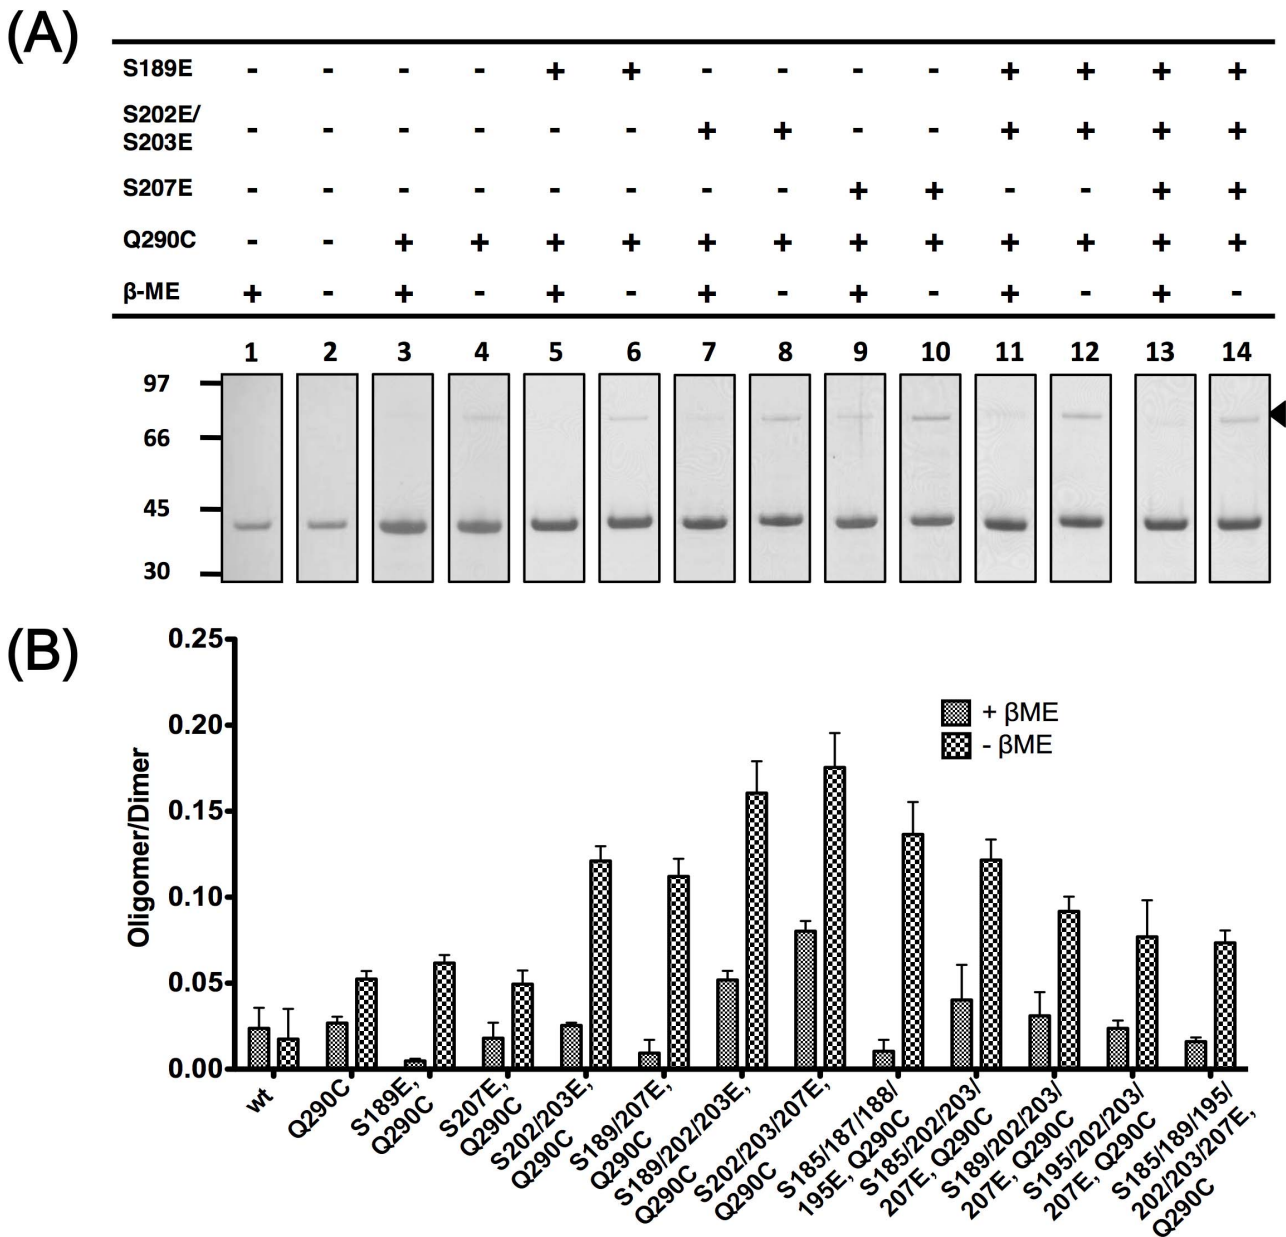 (A)
S189E - - - - + + - - - - + + + +
S202E/
S203E - - - - - - + + - - + + + +
S207E - - - - - - - - + + - - + +
Q290C - - + + + + + + + + + + + +
β-ME + - + - + - + - + - + - + -
1 2 3 4 5 6 7 8 9 10 11 12 13 14
97
66
45
30
(B)
0.25
0.20
0.15
0.10
0.05
0.00
Oligomer/Dimer
+ βME
- βME
wt
Q290C
S189E,
Q290C
S207E,
Q290C
S202/203E,
Q290C
S189/207E,
Q290C
S189/202/203E,
Q290C
S202/203/207E,
Q290C
S185/187/188/
195E, Q290C
S185/202/203/
207E, Q290C
S189/202/203/
207E, Q290C
S195/202/203/
207E, Q290C
S185/189/195/
202/203/207E,
Q290C